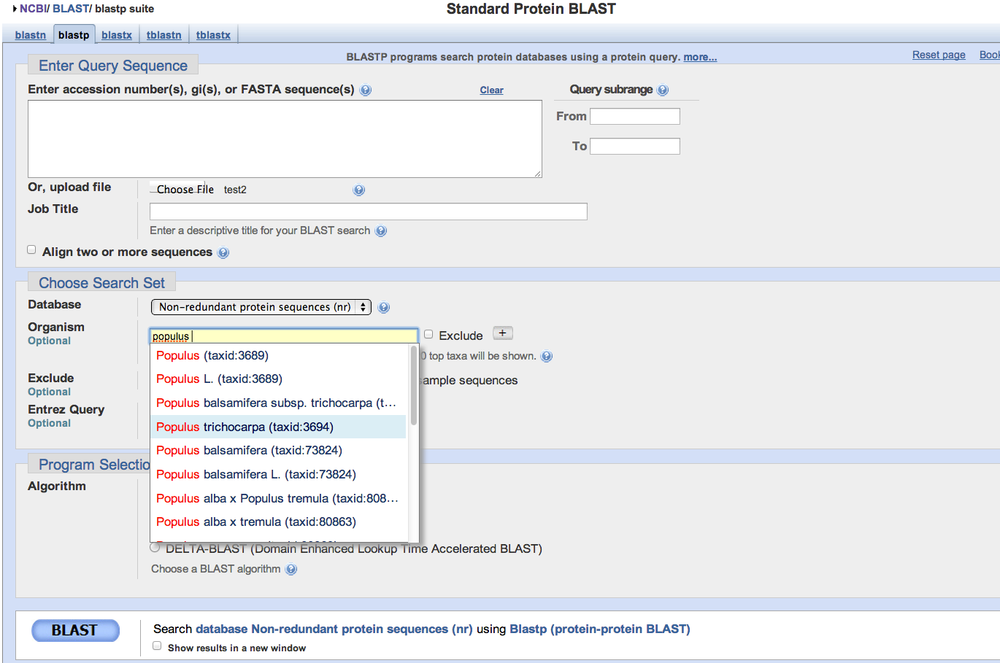 NCBI/ BLAST/ blastp suite
Standard Protein BLAST
blastn
blastp
blastx
tblastn
tblastx
BLASTP programs search protein databases using a protein query. more...
Reset page
Enter Query Sequence
Enter accession number(s), gi(s), or FASTA sequence(s)
Clear
Query subrange
From
To
Or, upload file
Choose File
test2
Job Title
Enter a descriptive title for your BLAST search
Align two or more sequences
Choose Search Set
Database
Non-redundant protein sequences (nr)
Organism
Optional
populus
Exclude
+
0 top taxa will be shown.
Populus (taxid:3689)
Populus L. (taxid:3689)
Populus balsamifera subsp. trichocarpa (t...
Populus trichocarpa (taxid:3694)
Populus balsamifera (taxid:73824)
Populus balsamifera L. (taxid:73824)
Populus alba x Populus tremula (taxid:808...
Populus alba x tremula (taxid:80863)
Exclude
Optional
sample sequences
Entrez Query
Optional
Program Selectio
Algorithm
DELTA-BLAST (Domain Enhanced Lookup Time Accelerated BLAST)
Choose a BLAST algorithm
BLAST
Search database Non-redundant protein sequences (nr) using Blastp (protein-protein BLAST)
Show results in a new window